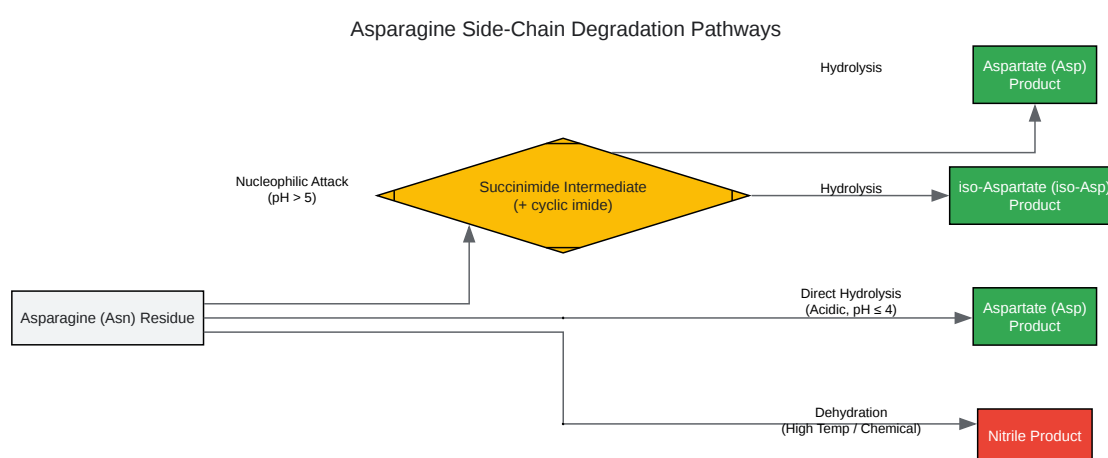 Asparagine Side-Chain Degradation Pathways
Hydrolysis
Aspartate (Asp)
Product
Nucleophilic Attack
(pH > 5)
Succinimide Intermediate
(+ cyclic imide)
Hydrolysis
iso-Aspartate (iso-Asp)
Product
Asparagine (Asn) Residue
Direct Hydrolysis
(Acidic, pH ≤ 4)
Aspartate (Asp)
Product
Dehydration
(High Temp / Chemical)
Nitrile Product